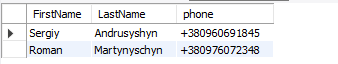 FirstName LastName phone
Sergiy Andrusyshyn +380960691845
Roman Martynyschyn +380976072348